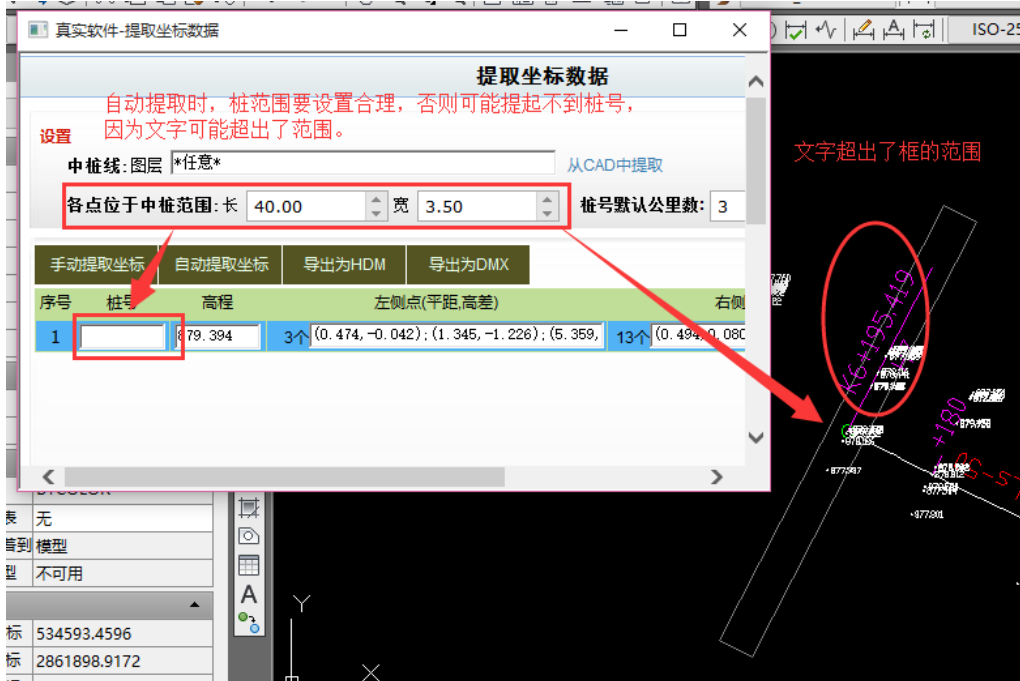 真实软件-提取坐标数据
ISO-25
提取坐标数据
自动提取时，桩范围要设置合理，否则可能提起不到桩号，
因为文字可能超出了范围。
设置
中桩线:图层 *任意* 从CAD中提取
各点位于中桩范围:长 40.00 宽 3.50 桩号默认公里数: 3
手动提取坐标 自动提取坐标 导出为HDM 导出为DMX
序号 桩号 高程 左侧点(平距,高差) 右侧
1 879.394 3个 (0.474,-0.042);(1.345,-1.226);(5.359, 13个
文字超出了框的范围
K6+195.419
+180
877.901
无
模型
不可用
标 534593.4596
标 2861898.9172
A
Y
X